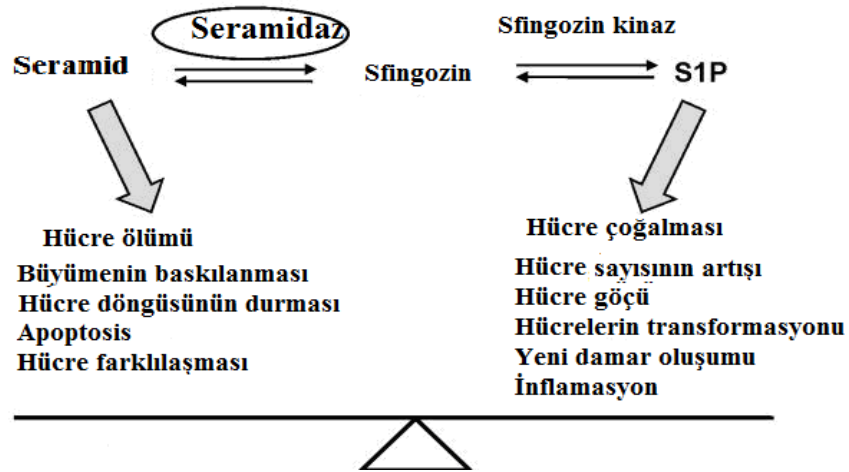 Seramidaz
Sfingozin kinaz
Seramid
Sfingozin
S1P
Hücre ölümü
Büyümenin baskılanması
Hücre döngüsünün durması
Apoptosis
Hücre farklılaşması
Hücre çoğalması
Hücre sayısının artışı
Hücre göçü
Hücrelerin transformasyonu
Yeni damar oluşumu
İnflamasyon